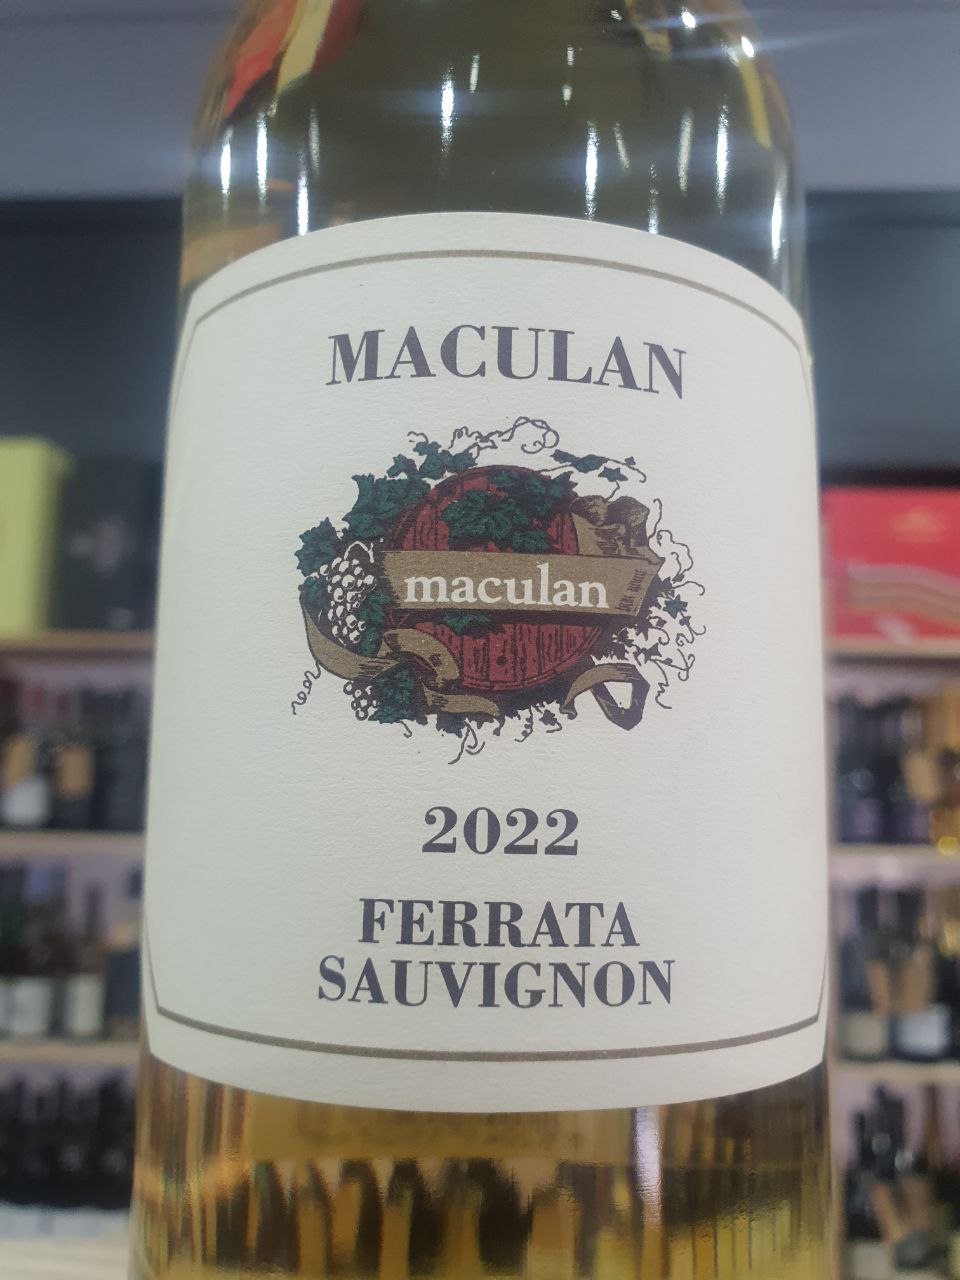 MACULAN
maculan
2022
FERRATA
SAUVIGNON